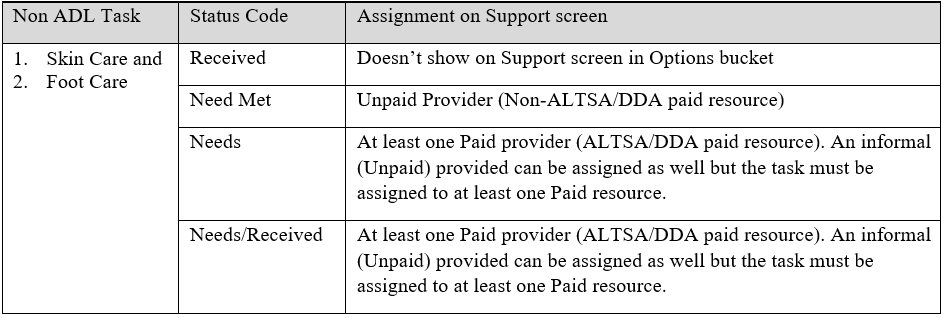 Non ADL Task Status Code Assignment on Support screen
1. Skin Care and Received Doesn't show on Support screen in Options bucket
2. Foot Care
Need Met Unpaid Provider (Non-ALTSA/DDA paid resource)
Needs At least one Paid provider (ALTSA/DDA paid resource). An informal
(Unpaid) provided can be assigned as well but the task must be
assigned to at least one Paid resource.
Needs/Received At least one Paid provider (ALTSA/DDA paid resource). An informal
(Unpaid) provided can be assigned as well but the task must be
assigned to at least one Paid resource.